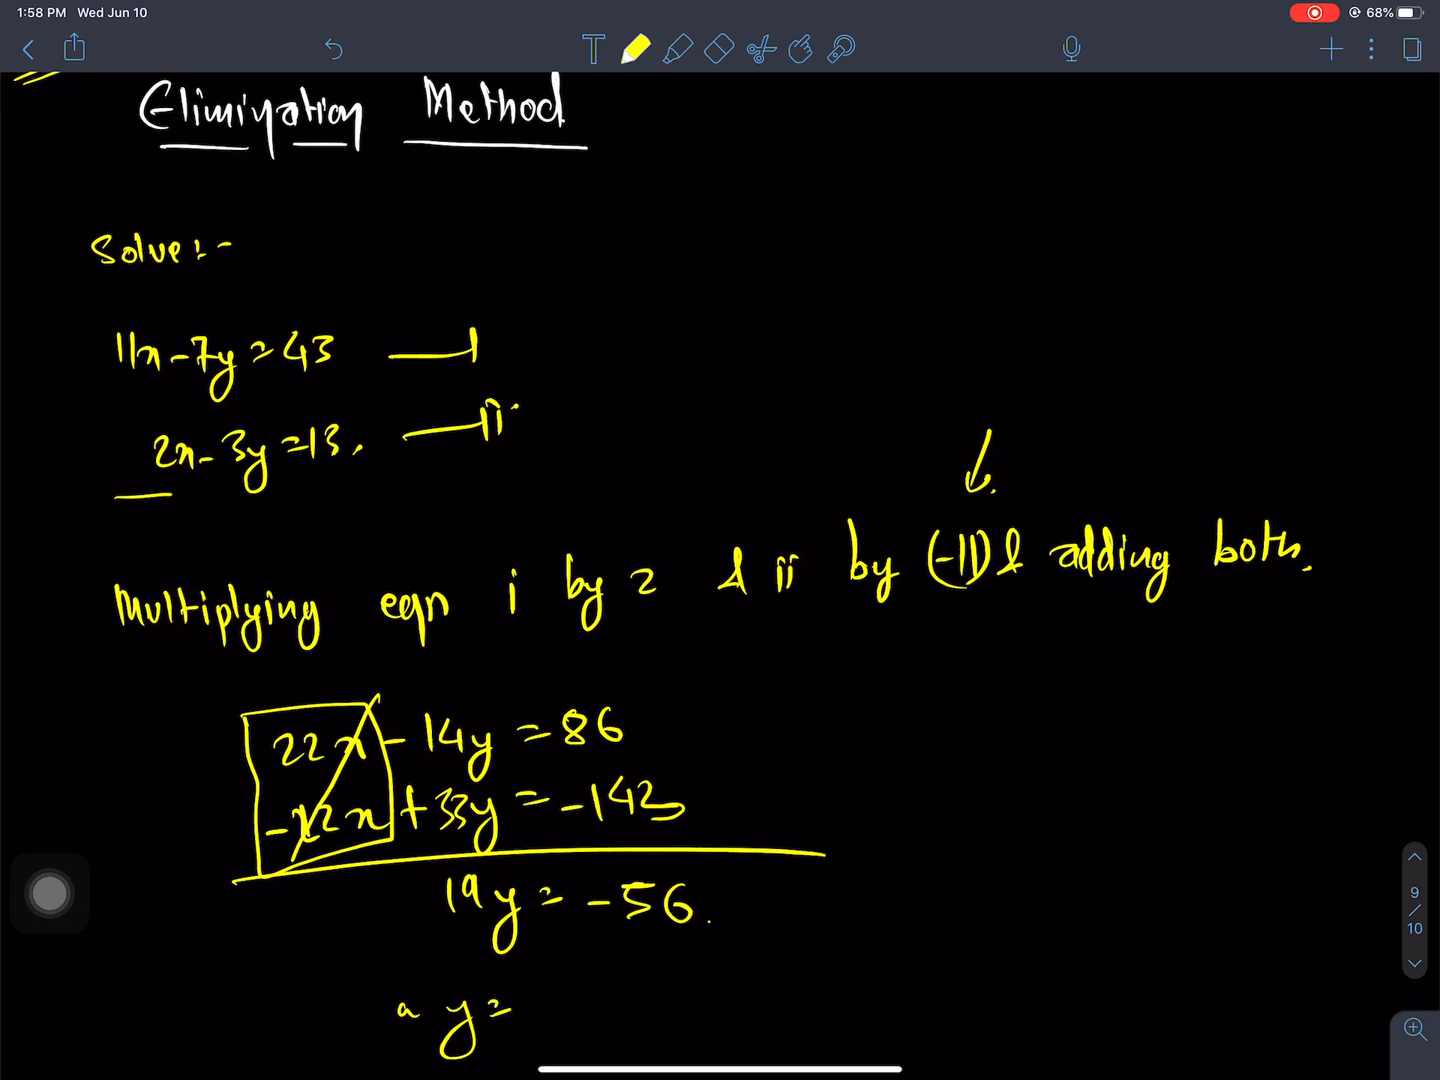 1:58 PM Wed Jun 10
68%
Elimination Method
Solve:-
11x - 7y = 43 — i
2x - 3y = 13. — ii
Multiplying eqn i by 2 & ii by (-11) & adding both.
22x - 14y = 86
-22x + 33y = -143
19y = -56.
a y =
9
/
10